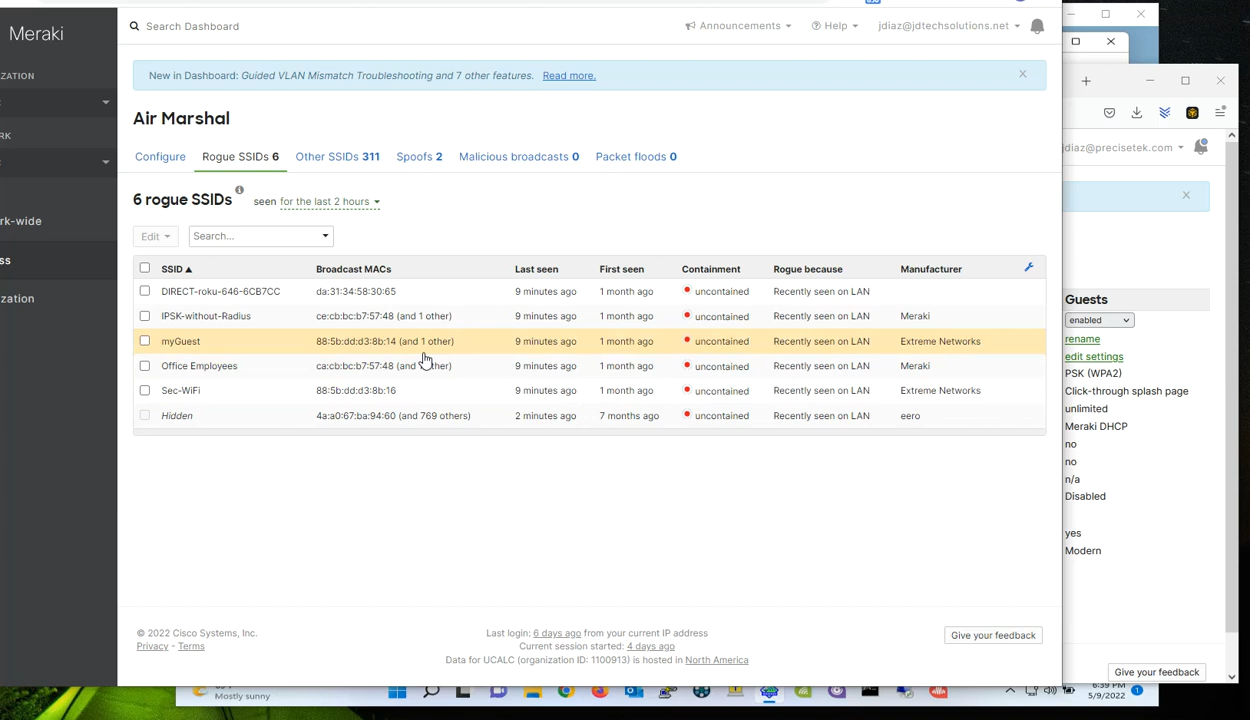 Meraki
Search Dashboard
Announcements
Help
jdiaz@jdtechsolutions.net
ZATION
RK
rk-wide
ss
zation
New in Dashboard: Guided VLAN Mismatch Troubleshooting and 7 other features. Read more.
Air Marshal
Configure Rogue SSIDs 6 Other SSIDs 311 Spoofs 2 Malicious broadcasts 0 Packet floods 0
6 rogue SSIDs seen for the last 2 hours
Edit Search...
SSID Broadcast MACs Last seen First seen Containment Rogue because Manufacturer
DIRECT-roku-646-6CB7CC da:31:34:58:30:65 9 minutes ago 1 month ago uncontained Recently seen on LAN
IPSK-without-Radius ce:cb:bc:b7:57:48 (and 1 other) 9 minutes ago 1 month ago uncontained Recently seen on LAN Meraki
myGuest 88:5b:dd:d3:8b:14 (and 1 other) 9 minutes ago 1 month ago uncontained Recently seen on LAN Extreme Networks
Office Employees ca:cb:bc:b7:57:48 (and other) 9 minutes ago 1 month ago uncontained Recently seen on LAN Meraki
Sec-WiFi 88:5b:dd:d3:8b:16 9 minutes ago 1 month ago uncontained Recently seen on LAN Extreme Networks
Hidden 4a:a0:67:ba:94:60 (and 769 others) 2 minutes ago 7 months ago uncontained Recently seen on LAN eero
© 2022 Cisco Systems, Inc.
Privacy - Terms
Last login: 6 days ago from your current IP address
Current session started: 4 days ago
Data for UCALC (organization ID: 1100913) is hosted in North America
Give your feedback
jdiaz@precisetek.com
Guests
enabled
rename
edit settings
PSK (WPA2)
Click-through splash page
unlimited
Meraki DHCP
no
no
n/a
Disabled
yes
Modern
Give your feedback
Mostly sunny
6:39 PM
5/9/2022
1